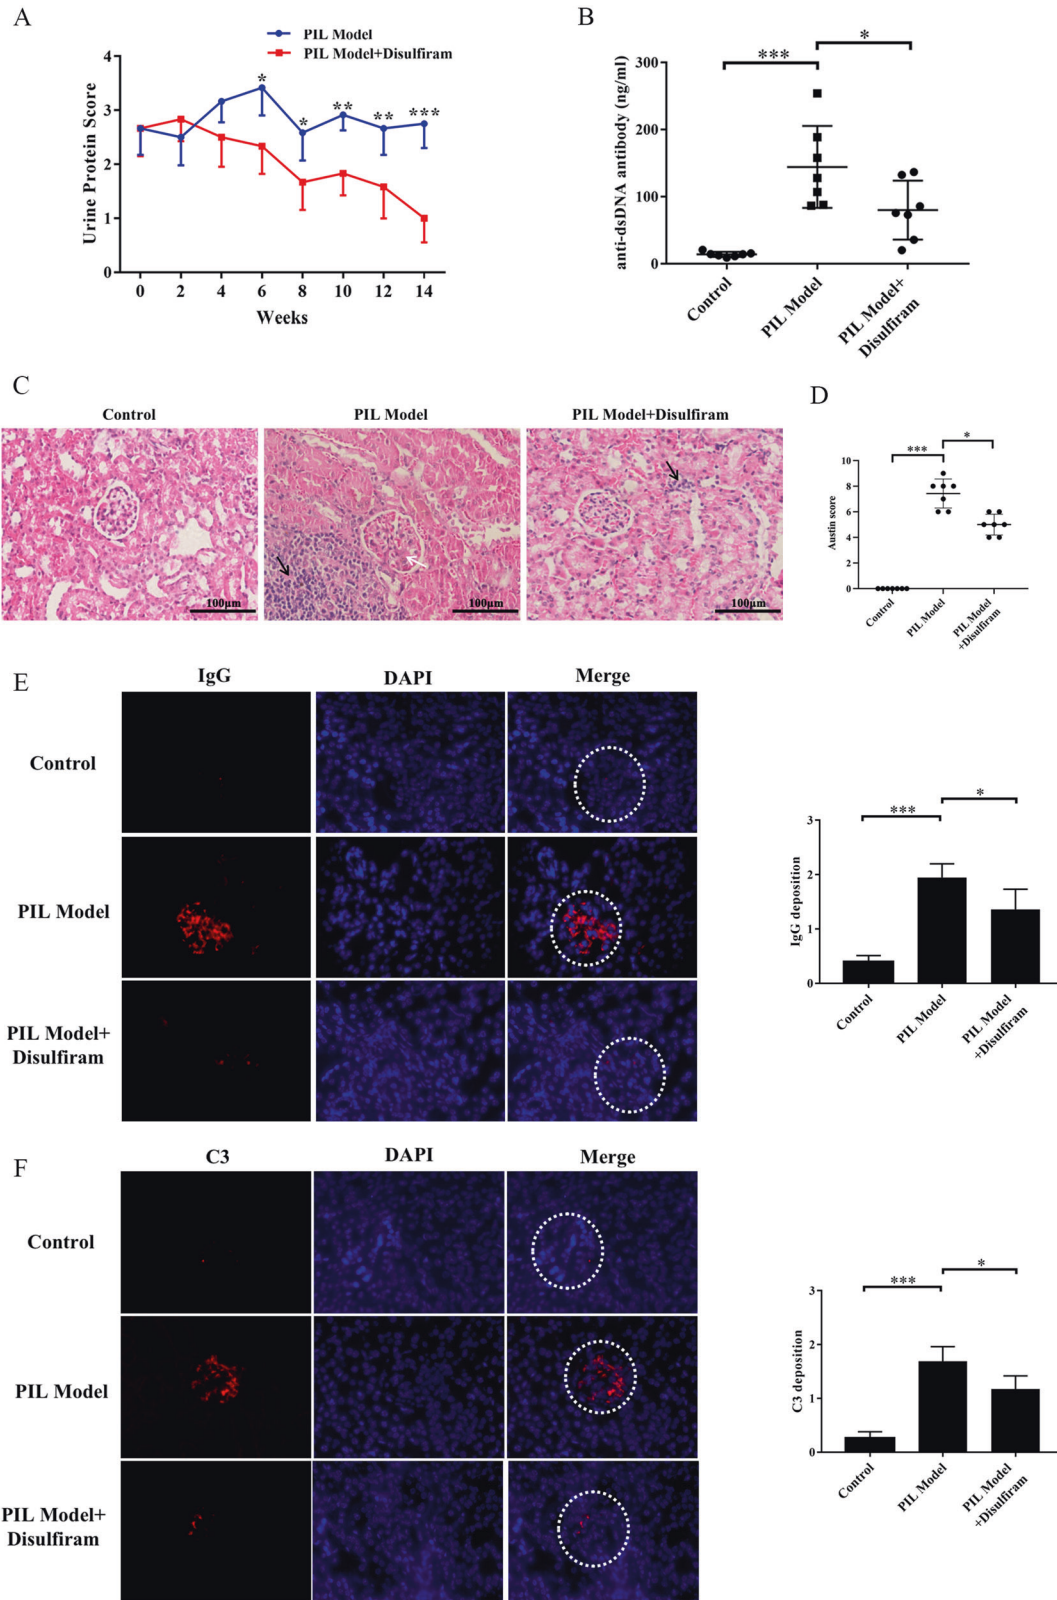 A
PIL Model
PIL Model+Disulfiram
Urine Protein Score
4
3
2
1
0
* * ** ** ***
0 2 4 6 8 10 12 14
Weeks
B
*** *
anti-dsDNA antibody (ng/ml)
300
200
100
0
Control
PIL Model
PIL Model+
Disulfiram
C
Control PIL Model PIL Model+Disulfiram
100μm 100μm 100μm
D
*** *
Austin score
10
8
6
4
2
0
Control
PIL Model
PIL Model
+Disulfiram
E
IgG DAPI Merge
Control
PIL Model
PIL Model+
Disulfiram
*** *
IgG deposition
3
2
1
0
Control
PIL Model
PIL Model
+Disulfiram
F
C3 DAPI Merge
Control
PIL Model
PIL Model+
Disulfiram
*** *
C3 deposition
3
2
1
0
Control
PIL Model
PIL Model
+Disulfiram